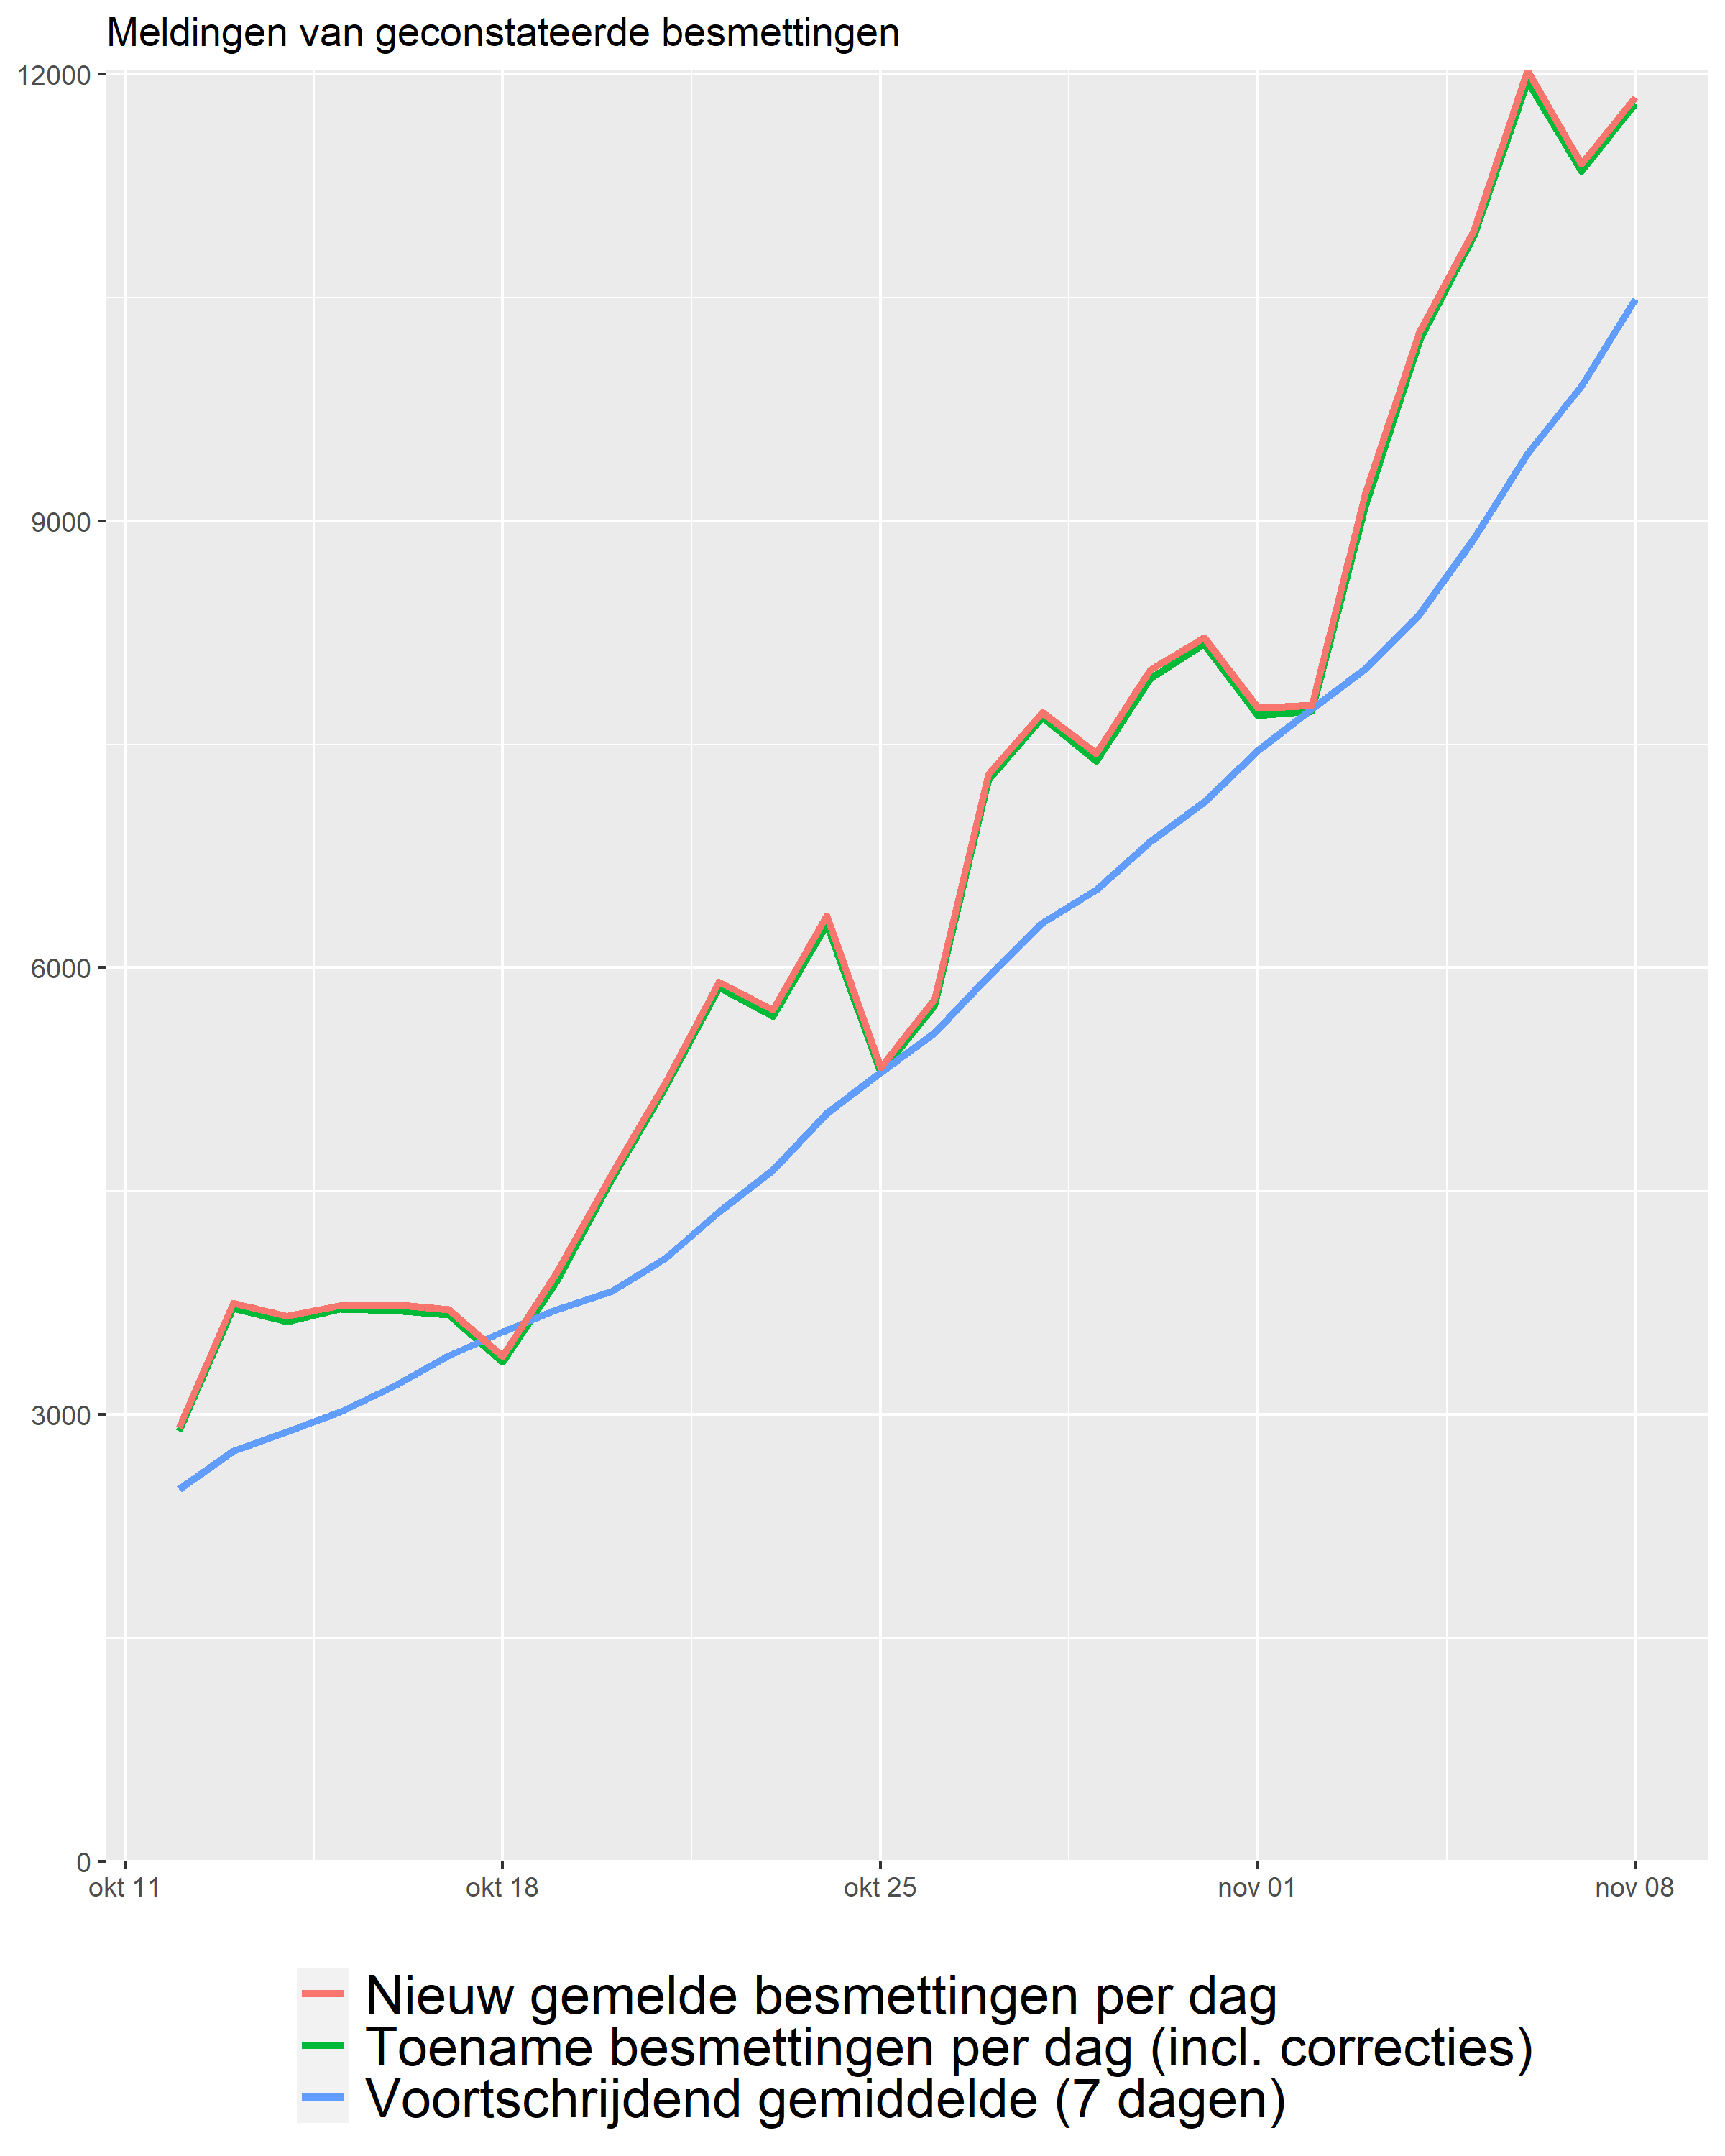 Meldingen van geconstateerde besmettingen
12000
9000
6000
3000
0
okt 11 okt 18 okt 25 nov 01 nov 08
Nieuw gemelde besmettingen per dag
Toename besmettingen per dag (incl. correcties)
Voortschrijdend gemiddelde (7 dagen)